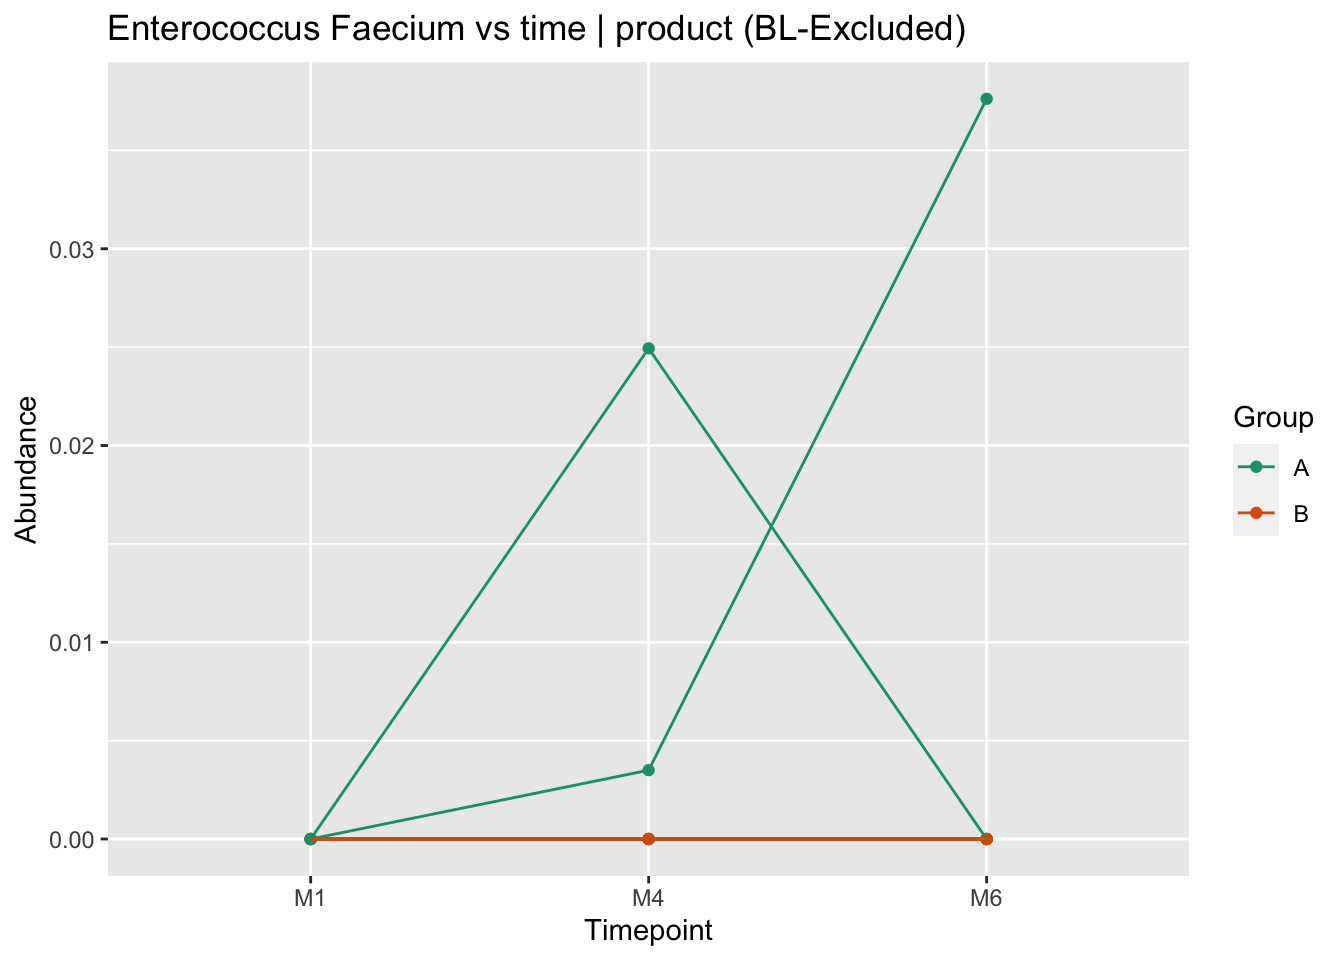 Enterococcus Faecium vs time | product (BL-Excluded)
Abundance
0.03
0.02
0.01
0.00
M1 M4 M6
Timepoint
Group
A
B